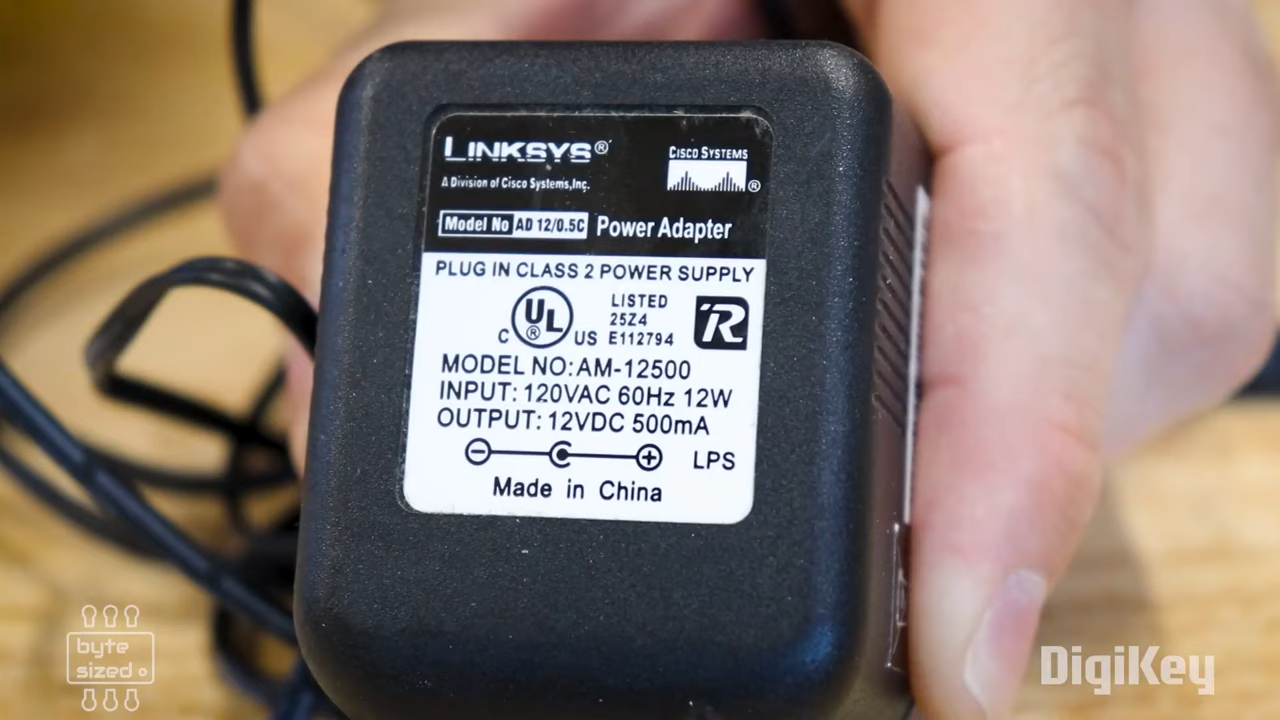 LINKSYS®
A Division of Cisco Systems,Inc.
CISCO SYSTEMS
®
Model No AD 12/0.5C Power Adapter
PLUG IN CLASS 2 POWER SUPPLY
C UL ® US
LISTED
25Z4
E112794
R
MODEL NO:AM-12500
INPUT: 120VAC 60Hz 12W
OUTPUT: 12VDC 500mA
LPS
Made in China
byte
sized
DigiKey